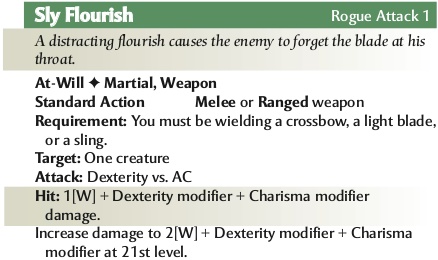 Sly Flourish Rogue Attack 1
A distracting flourish causes the enemy to forget the blade at his
throat.
At-Will ✦ Martial, Weapon
Standard Action Melee or Ranged weapon
Requirement: You must be wielding a crossbow, a light blade,
or a sling.
Target: One creature
Attack: Dexterity vs. AC
Hit: 1[W] + Dexterity modifier + Charisma modifier
damage.
Increase damage to 2[W] + Dexterity modifier + Charisma
modifier at 21st level.